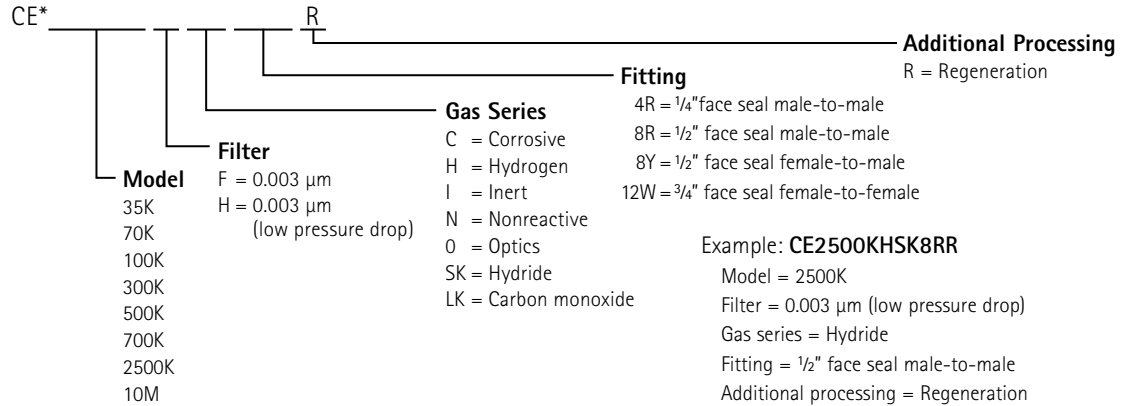 CE*
R
Additional Processing
R = Regeneration
Fitting
4R = 1/4" face seal male-to-male
8R = 1/2" face seal male-to-male
8Y = 1/2" face seal female-to-male
12W = 3/4" face seal female-to-female
Gas Series
C = Corrosive
H = Hydrogen
I = Inert
N = Nonreactive
O = Optics
SK = Hydride
LK = Carbon monoxide
Filter
F = 0.003 µm
H = 0.003 µm
(low pressure drop)
Model
35K
70K
100K
300K
500K
700K
2500K
10M
Example: CE2500KHSK8RR
Model = 2500K
Filter = 0.003 µm (low pressure drop)
Gas series = Hydride
Fitting = 1/2" face seal male-to-male
Additional processing = Regeneration